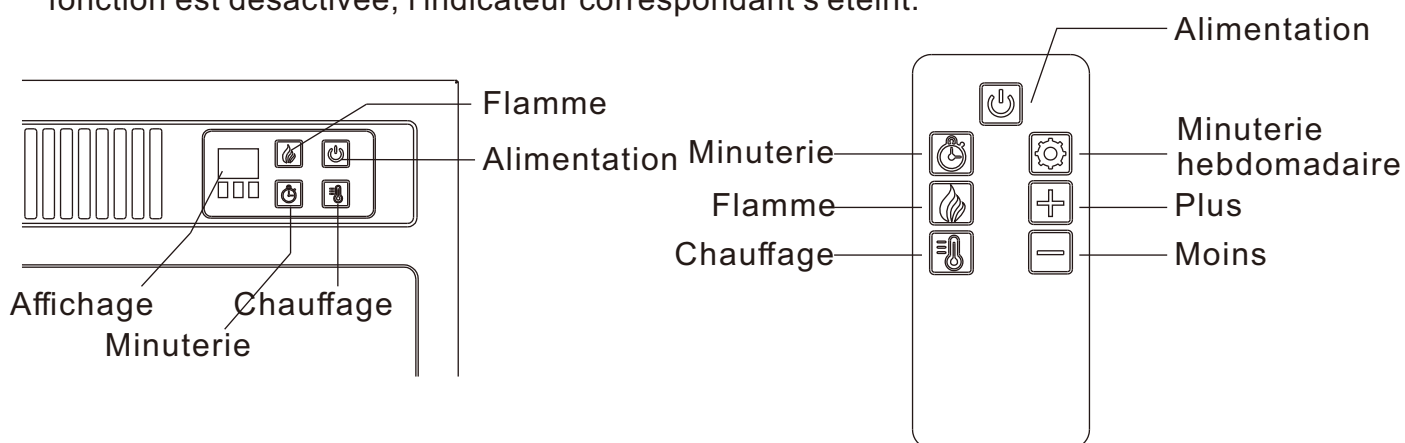 fonction est désactivée, l'indicateur correspondant s'éteint.
Flamme
Alimentation
Affichage
Chauffage
Minuterie
Alimentation
Minuterie
Minuterie
hebdomadaire
Flamme
Plus
Chauffage
Moins